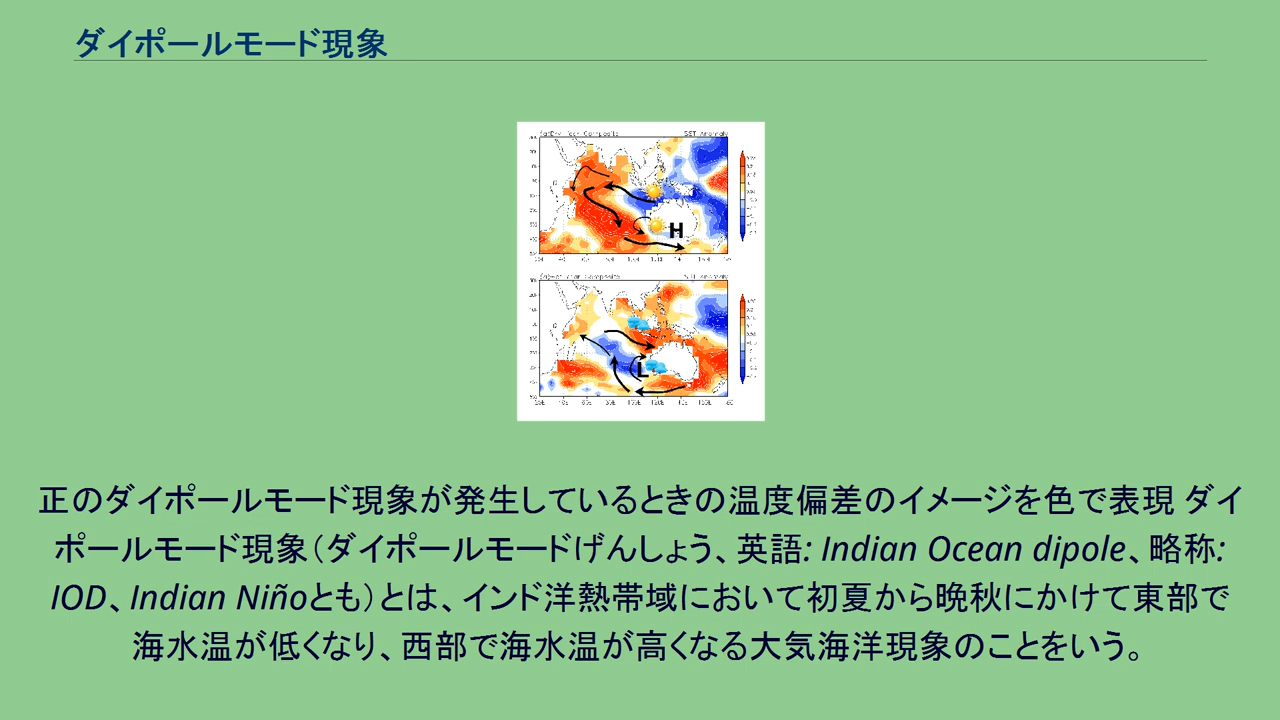 ダイポールモード現象
SST Anomaly
H
L
正のダイポールモード現象が発生しているときの温度偏差のイメージを色で表現 ダイ
ポールモード現象（ダイポールモードげんしょう、英語: Indian Ocean dipole、略称:
IOD、Indian Niñoとも）とは、インド洋熱帯域において初夏から晩秋にかけて東部で
海水温が低くなり、西部で海水温が高くなる大気海洋現象のことをいう。